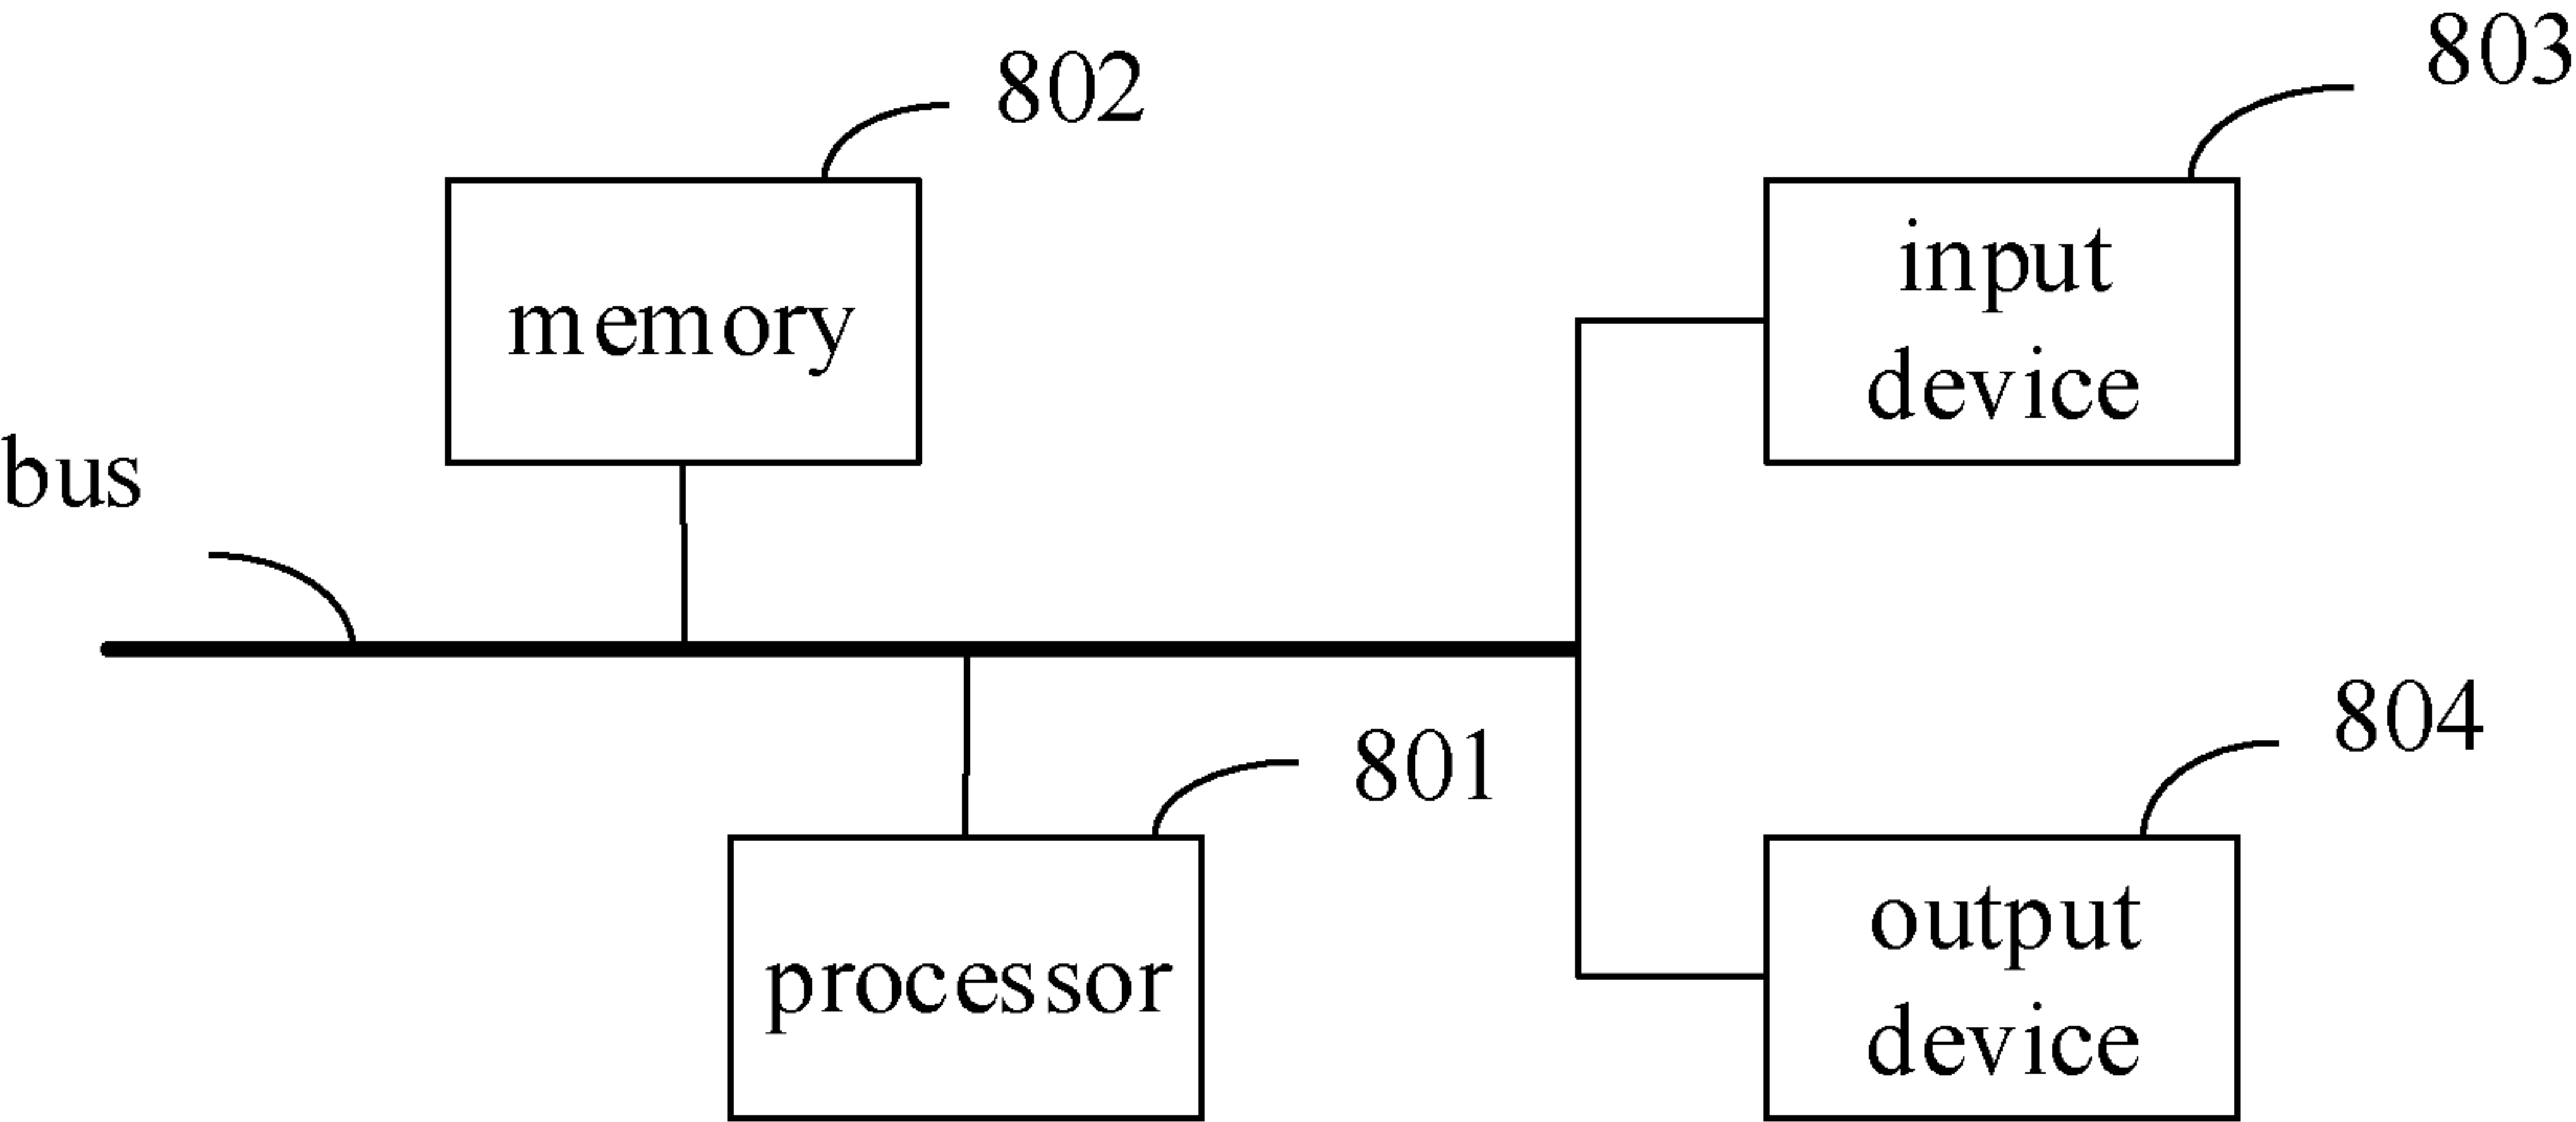 802
803
memory
input
device
bus
801
804
processor
output
device